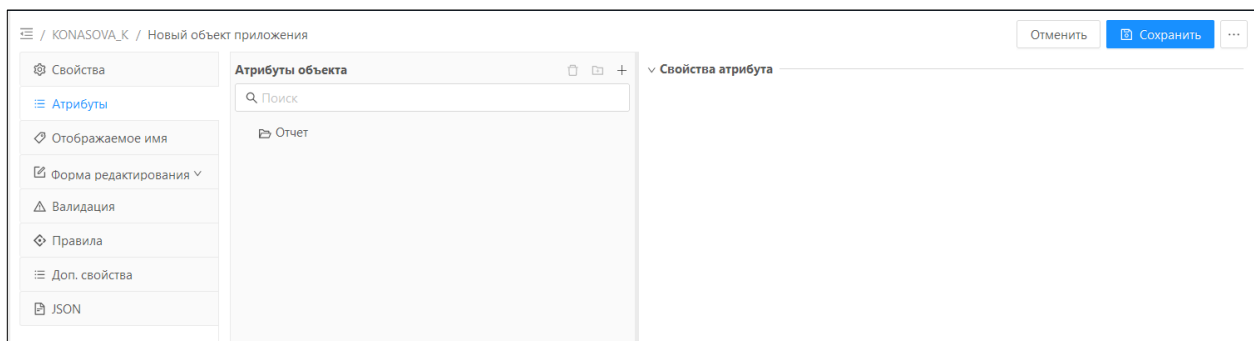 / KONASOVA_K / Новый объект приложения
Отменить
Сохранить
Свойства
Атрибуты
Отображаемое имя
Форма редактирования
Валидация
Правила
Доп. свойства
JSON
Атрибуты объекта
Поиск
Отчет
Свойства атрибута